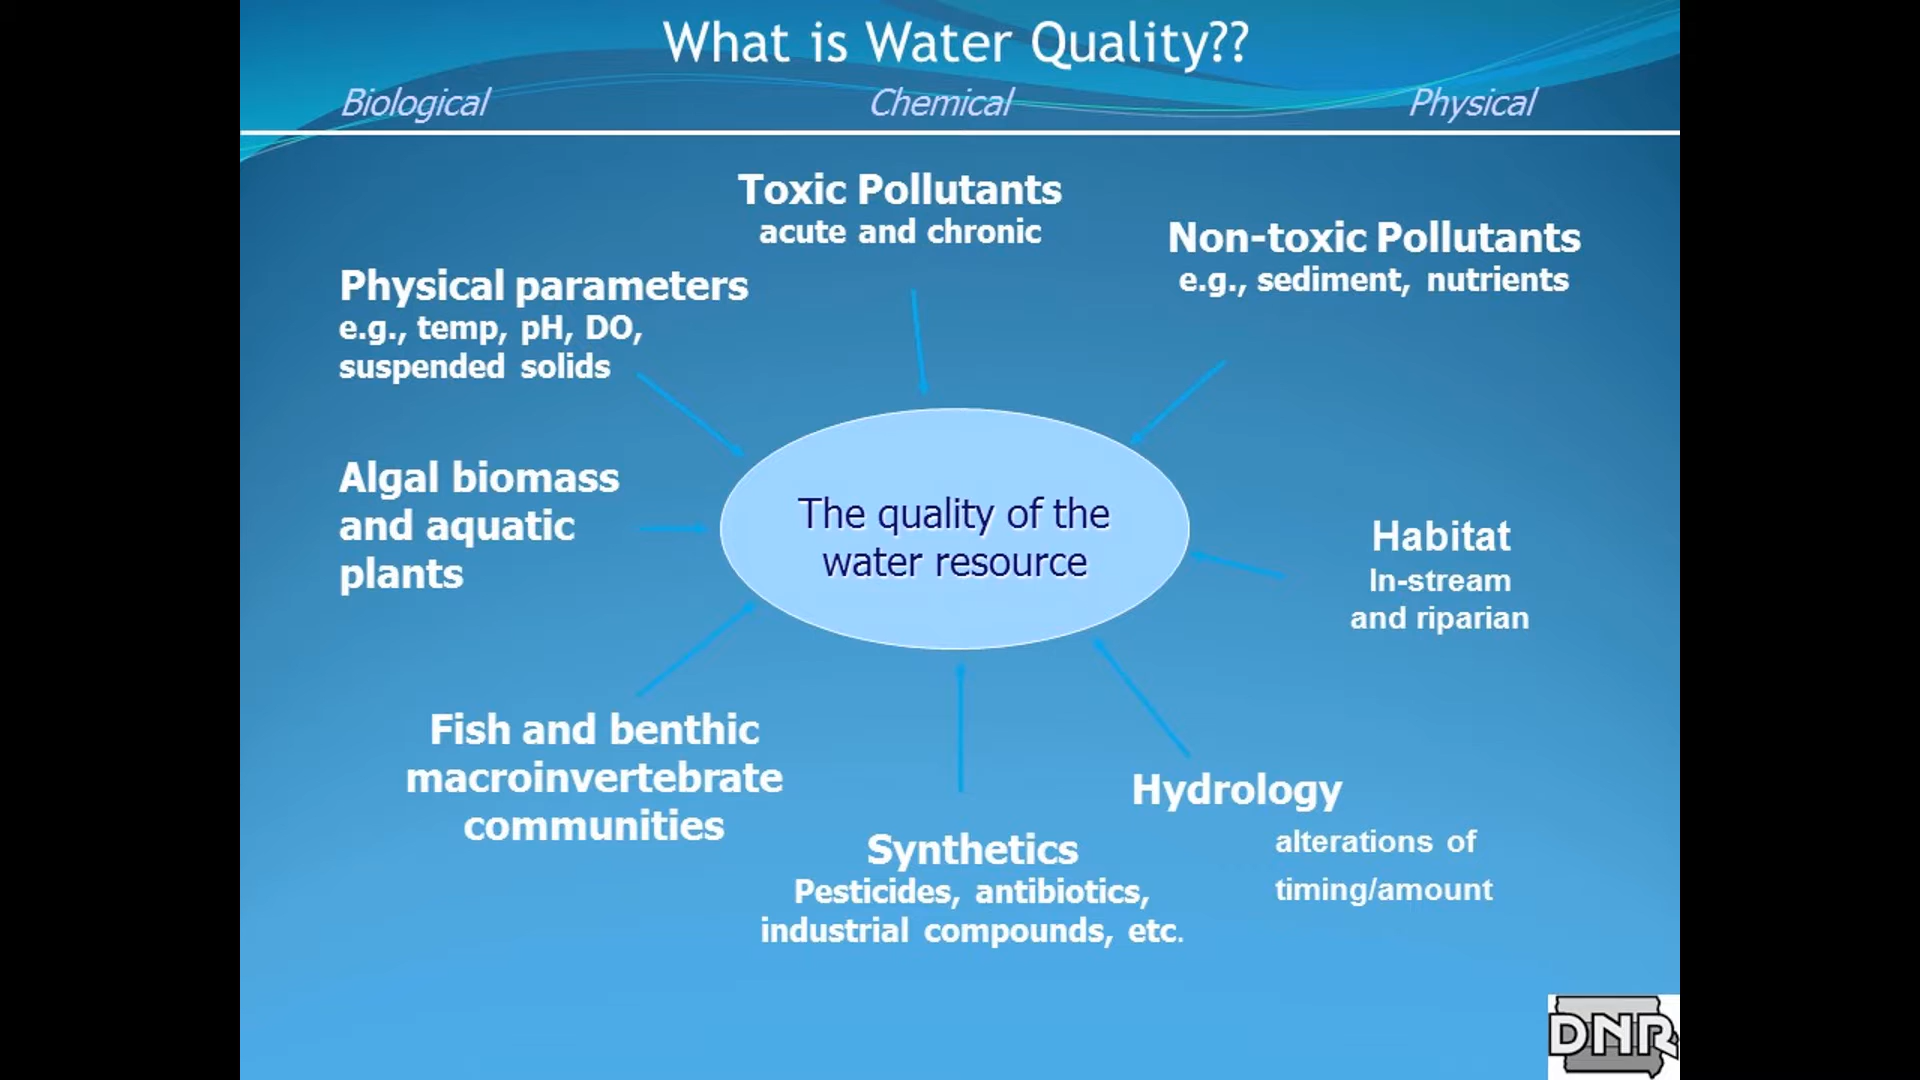 What is Water Quality??
Biological Chemical Physical
Toxic Pollutants
acute and chronic
Non-toxic Pollutants
e.g., sediment, nutrients
Physical parameters
e.g., temp, pH, DO,
suspended solids
Algal biomass
and aquatic
plants
The quality of the
water resource
Habitat
In-stream
and riparian
Fish and benthic
macroinvertebrate
communities
Synthetics
Pesticides, antibiotics,
industrial compounds, etc.
Hydrology
alterations of
timing/amount
DNR